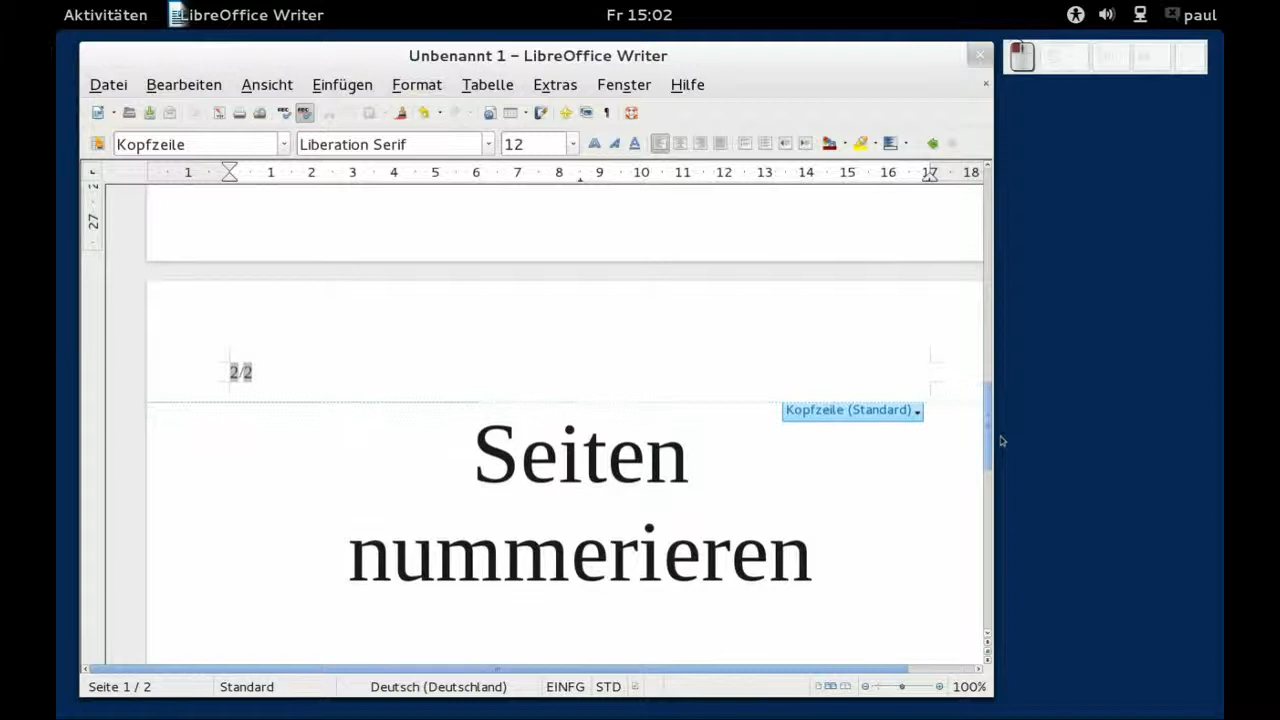 Aktivitäten LibreOffice Writer Fr 15:02 paul
Unbenannt 1 – LibreOffice Writer
Datei Bearbeiten Ansicht Einfügen Format Tabelle Extras Fenster Hilfe
Kopfzeile Liberation Serif 12
1 1 2 3 4 5 6 7 8 9 10 11 12 13 14 15 16 17 18
27
2/2
Kopfzeile (Standard)
Seiten
nummerieren
Seite 1 / 2 Standard Deutsch (Deutschland) EINFG STD 100%